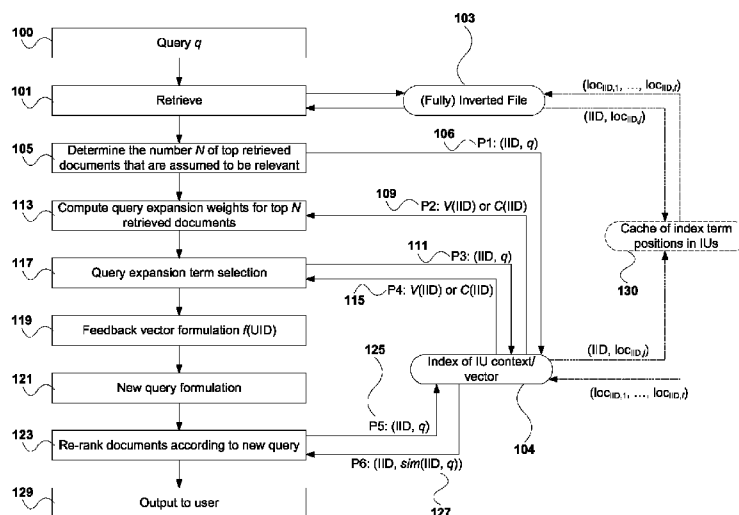 100
Query q
103
101
Retrieve
(Fully) Inverted File
(loc_IID,1, ..., loc_IID,f)
(IID, loc_IID,j)
105
Determine the number N of top retrieved
documents that are assumed to be relevant
106
P1: (IID, q)
113
Compute query expansion weights for top N
retrieved documents
109
P2: V(IID) or C(IID)
Cache of index term
positions in IUs
130
117
Query expansion term selection
111
P3: (IID, q)
115
P4: V(IID) or C(IID)
119
Feedback vector formulation f(UID)
125
(IID, loc_IID,j)
121
New query formulation
Index of IU context/
vector
(loc_IID,1, ..., loc_IID,f)
104
123
Re-rank documents according to new query
P5: (IID, q)
P6: (IID, sim(IID, q))
127
129
Output to user